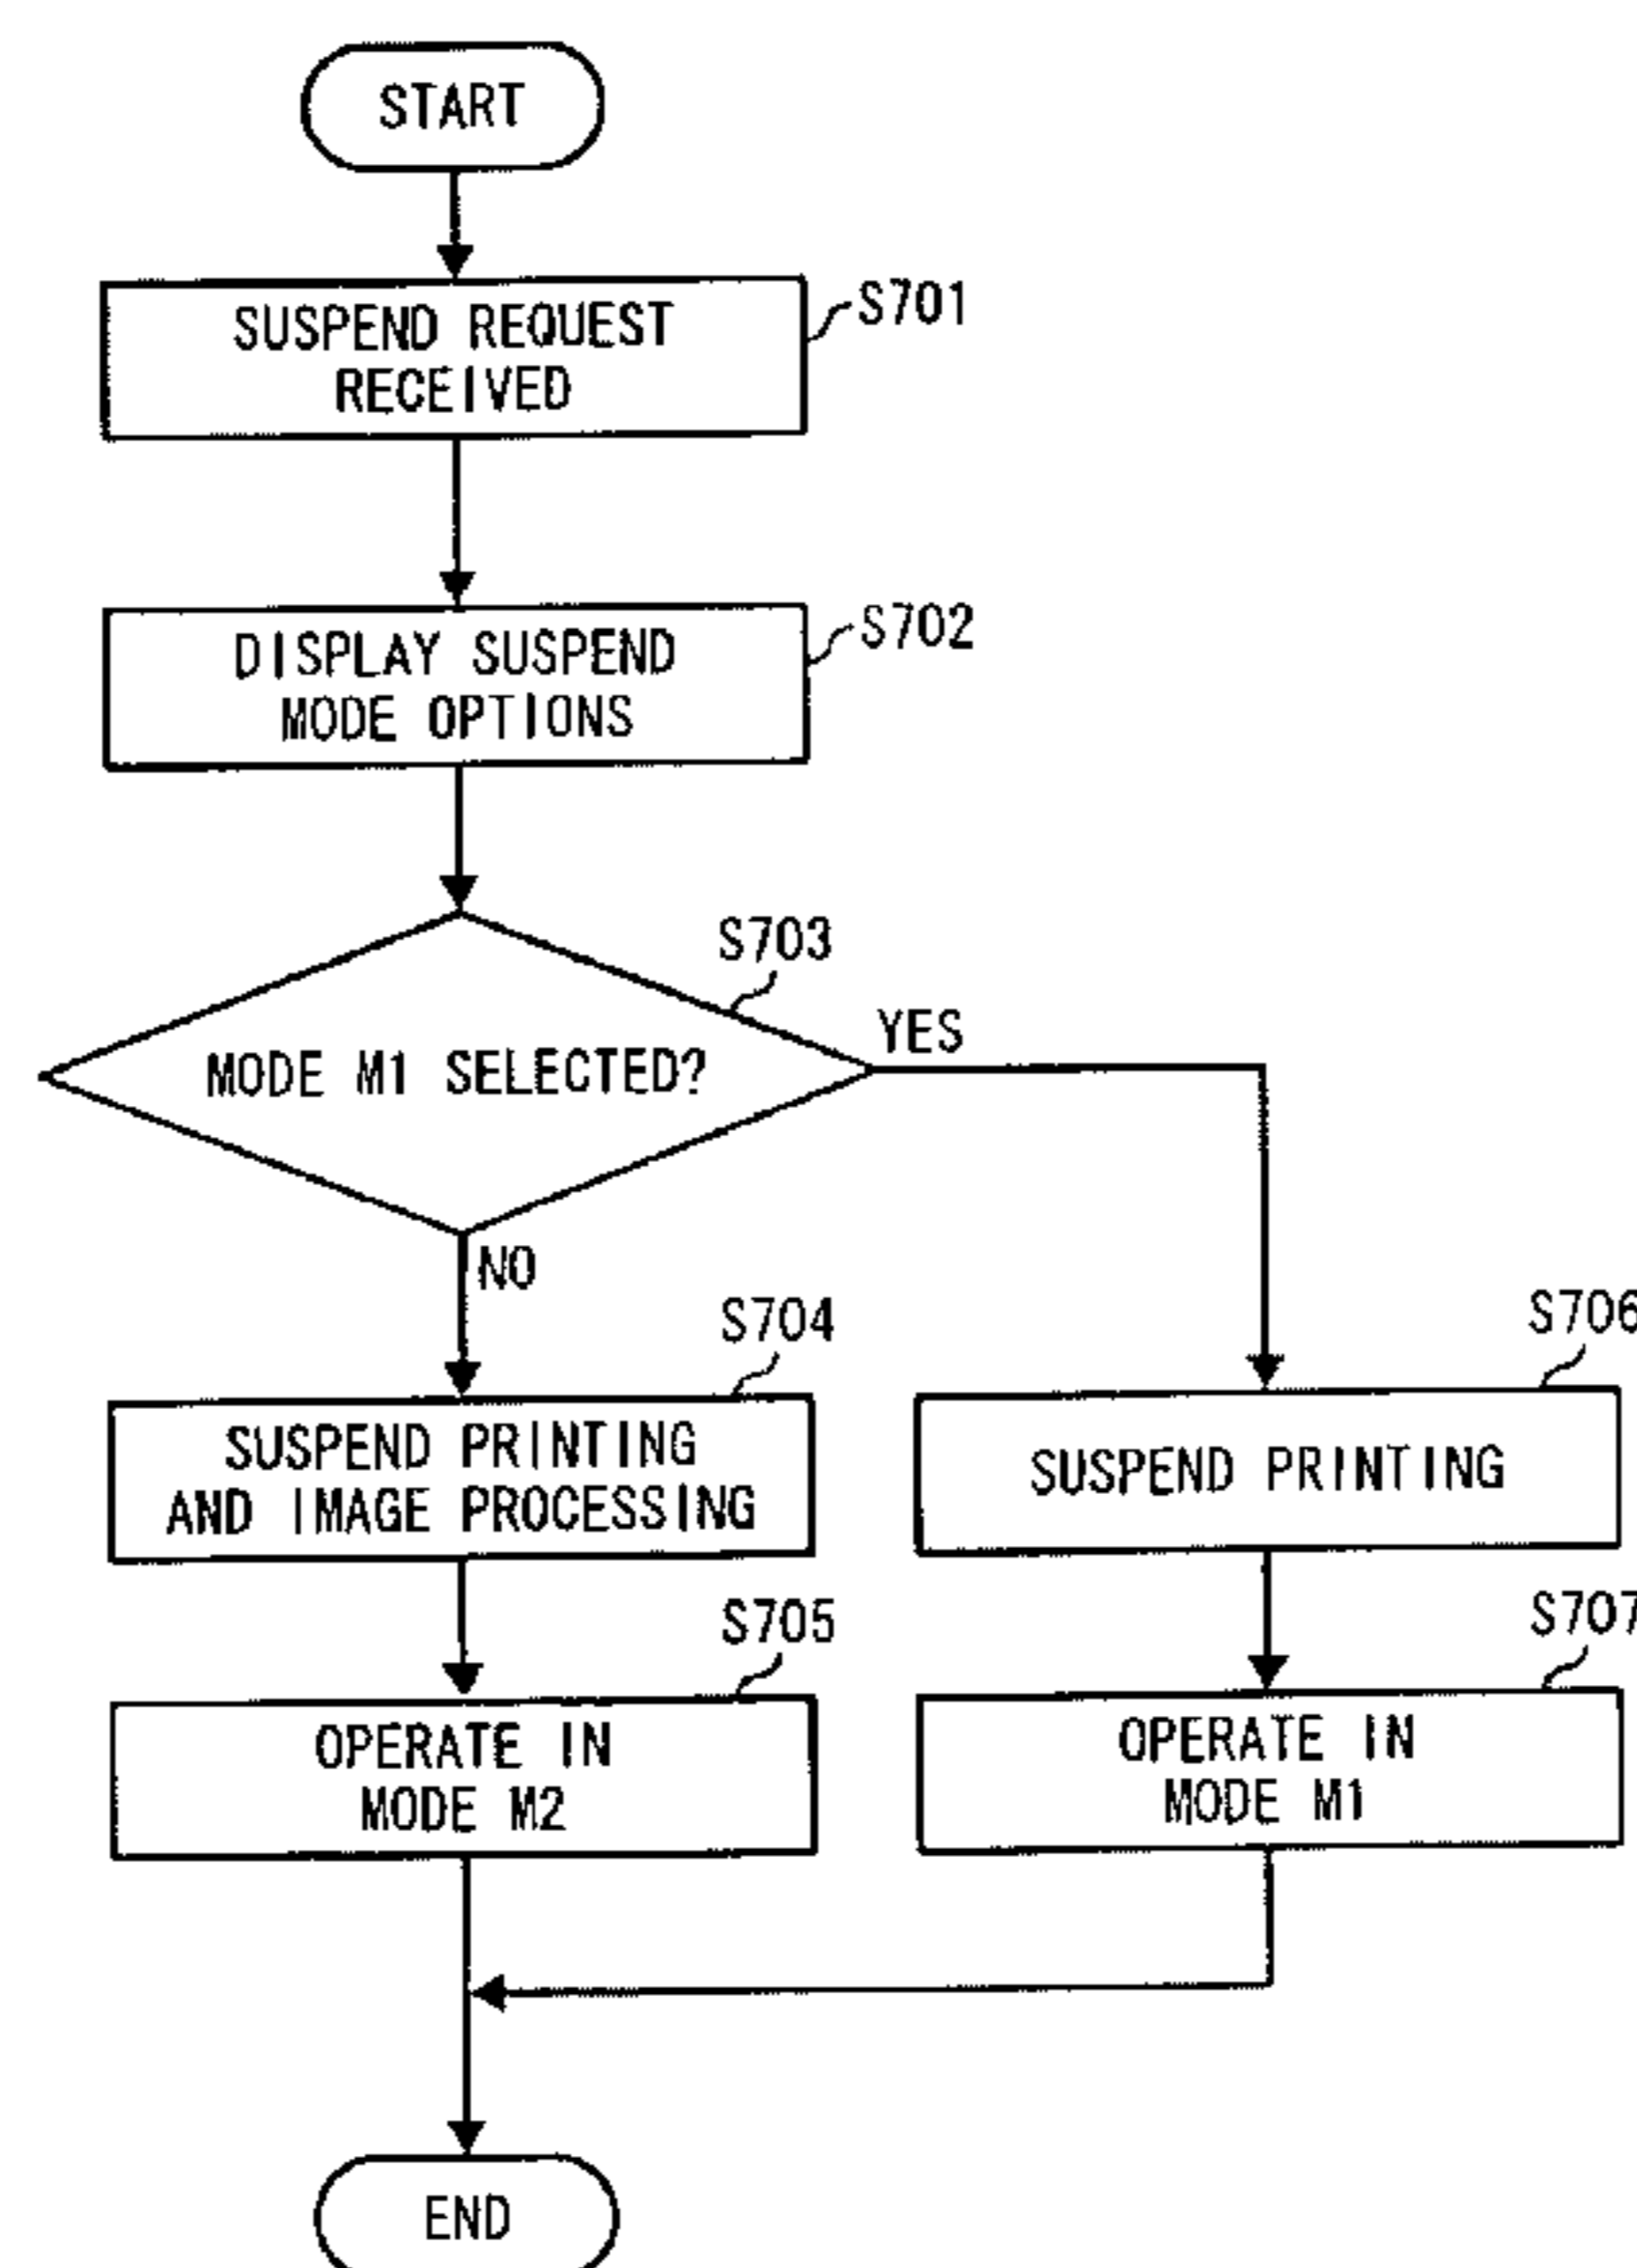 START
SUSPEND REQUEST
RECEIVED
S701
DISPLAY SUSPEND
MODE OPTIONS
S702
S703
MODE M1 SELECTED?
YES
NO
S704
SUSPEND PRINTING
AND IMAGE PROCESSING
S706
SUSPEND PRINTING
S705
OPERATE IN
MODE M2
S707
OPERATE IN
MODE M1
END